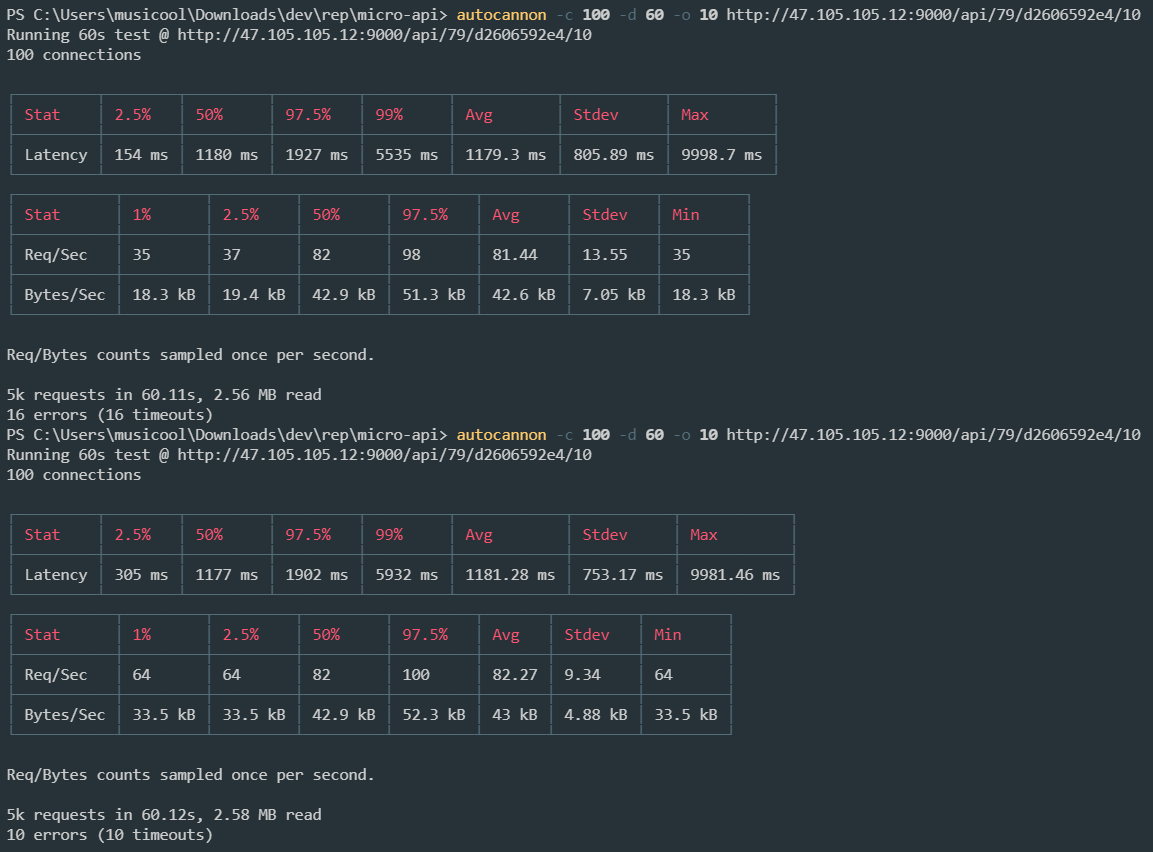 PS C:\Users\musicool\Downloads\dev\rep\micro-api> autocannon -c 100 -d 60 -o 10 http://47.105.105.12:9000/api/79/d2606592e4/10
Running 60s test @ http://47.105.105.12:9000/api/79/d2606592e4/10
100 connections
Stat 2.5% 50% 97.5% 99% Avg Stdev Max
Latency 154 ms 1180 ms 1927 ms 5535 ms 1179.3 ms 805.89 ms 9998.7 ms
Stat 1% 2.5% 50% 97.5% Avg Stdev Min
Req/Sec 35 37 82 98 81.44 13.55 35
Bytes/Sec 18.3 kB 19.4 kB 42.9 kB 51.3 kB 42.6 kB 7.05 kB 18.3 kB
Req/Bytes counts sampled once per second.
5k requests in 60.11s, 2.56 MB read
16 errors (16 timeouts)
PS C:\Users\musicool\Downloads\dev\rep\micro-api> autocannon -c 100 -d 60 -o 10 http://47.105.105.12:9000/api/79/d2606592e4/10
Running 60s test @ http://47.105.105.12:9000/api/79/d2606592e4/10
100 connections
Stat 2.5% 50% 97.5% 99% Avg Stdev Max
Latency 305 ms 1177 ms 1902 ms 5932 ms 1181.28 ms 753.17 ms 9981.46 ms
Stat 1% 2.5% 50% 97.5% Avg Stdev Min
Req/Sec 64 64 82 100 82.27 9.34 64
Bytes/Sec 33.5 kB 33.5 kB 42.9 kB 52.3 kB 43 kB 4.88 kB 33.5 kB
Req/Bytes counts sampled once per second.
5k requests in 60.12s, 2.58 MB read
10 errors (10 timeouts)